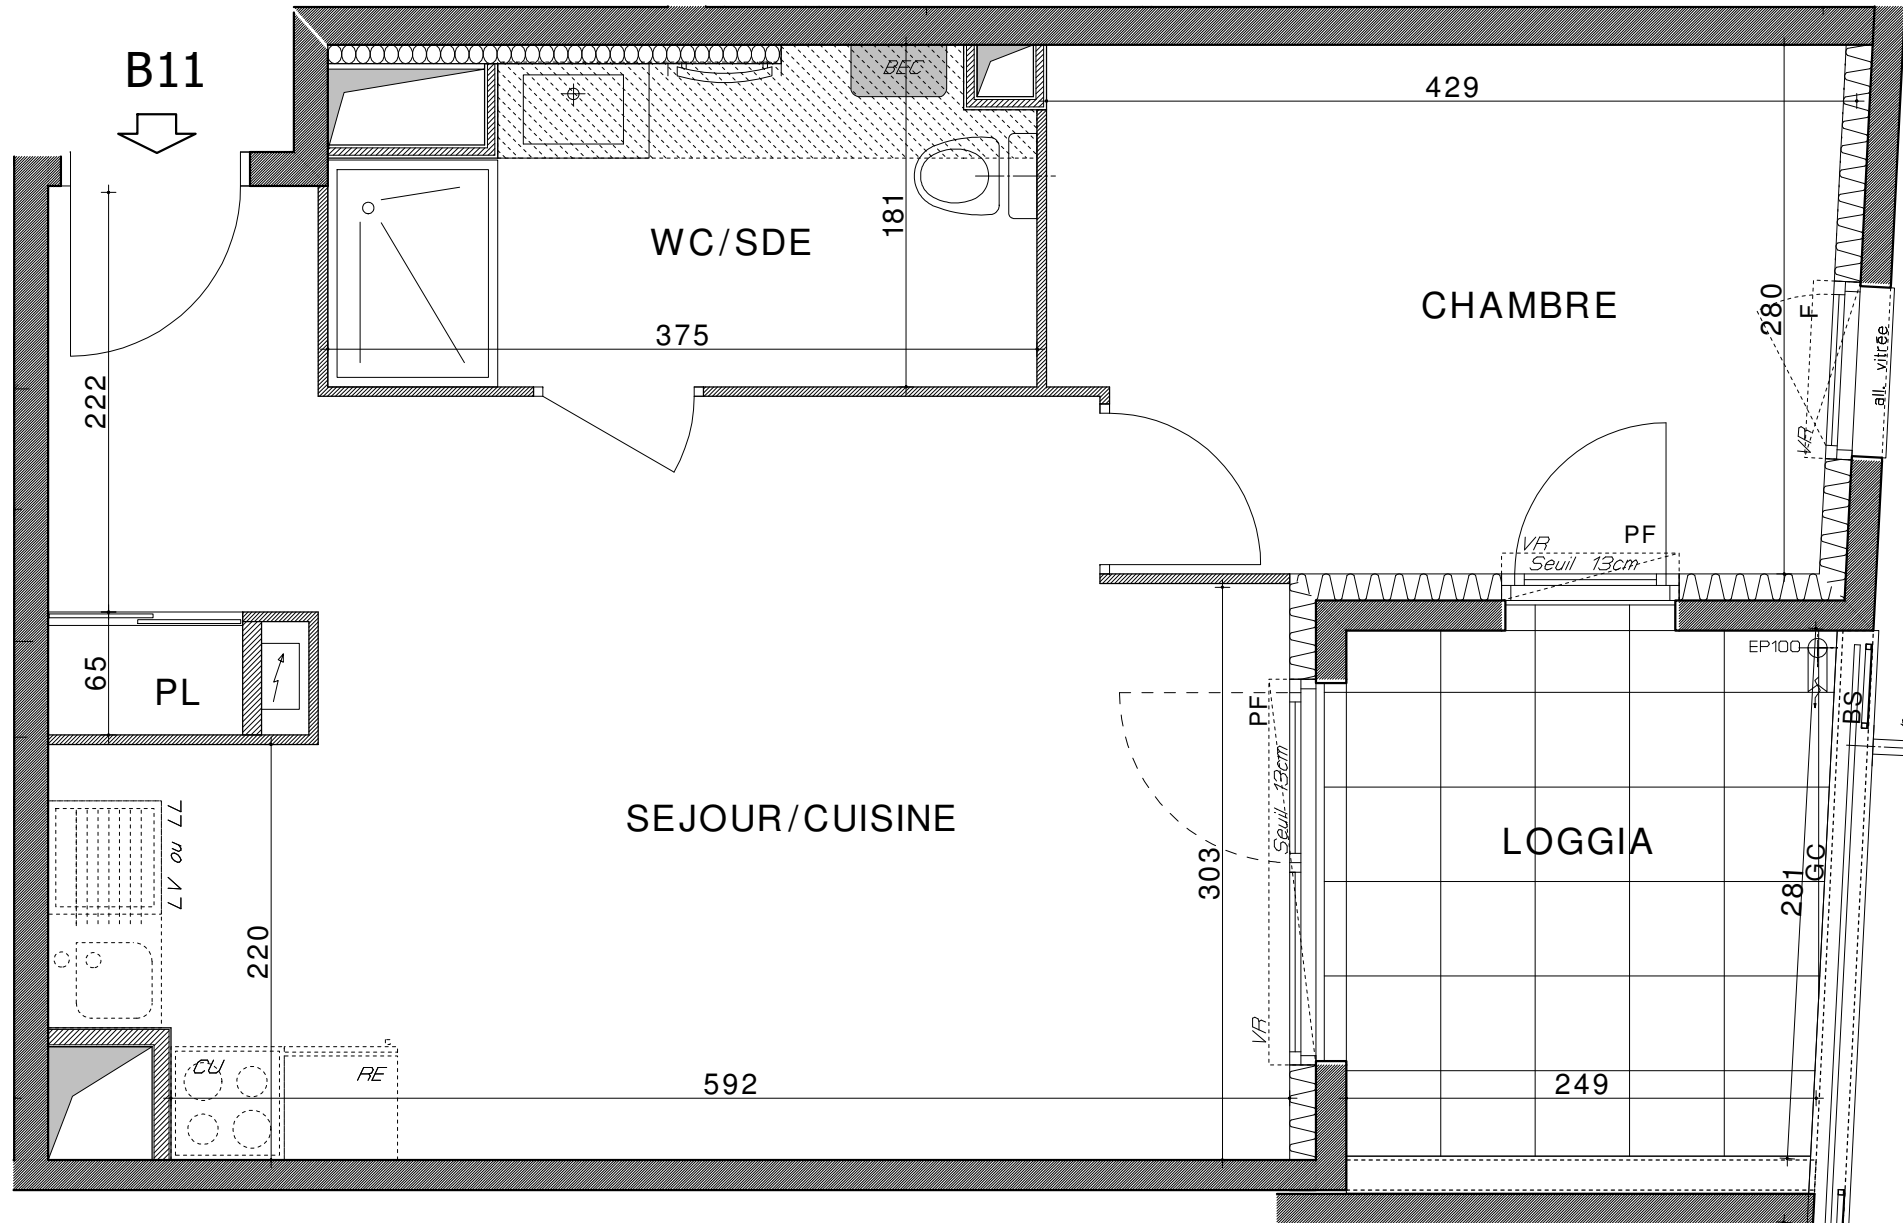 B11
BEC
429
181
WC/SDE
CHAMBRE
280
F
all. vitrée
375
222
VR
VR
PF
Seuil 13cm
EP100
65
PL
PF
BS
Seuil 13cm
SEJOUR/CUISINE
LOGGIA
LV ou LL
GC
303
281
220
VR
CU
RE
592
249